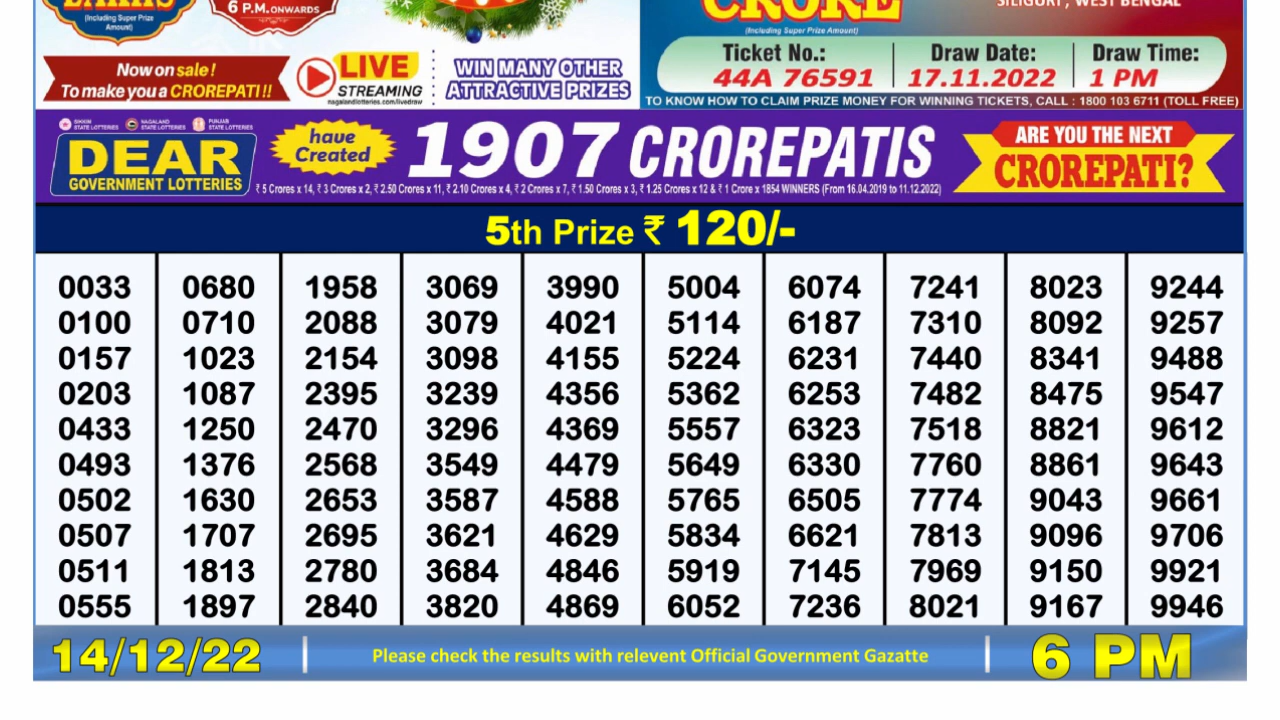 LAKHS
(Including Super Prize
Amount)
6 P.M. ONWARDS
Now on sale!
To make you a CROREPATI!!
LIVE
STREAMING
nagalandlotteries.com/livedraw
WIN MANY OTHER
ATTRACTIVE PRIZES
CRORE
(Including Super Prize Amount)
SILIGURI, WEST BENGAL
Ticket No.: Draw Date: Draw Time:
44A 76591 17.11.2022 1 PM
TO KNOW HOW TO CLAIM PRIZE MONEY FOR WINNING TICKETS, CALL : 1800 103 6711 (TOLL FREE)
SIKKIM STATE LOTTERIES NAGALAND STATE LOTTERIES PUNJAB STATE LOTTERIES
DEAR
GOVERNMENT LOTTERIES
have
Created
1907 CROREPATIS
₹ 5 Crores x 14, ₹ 3 Crores x 2, ₹ 2.50 Crores x 11, ₹ 2.10 Crores x 4, ₹ 2 Crores x 7, ₹ 1.50 Crores x 3, ₹ 1.25 Crores x 12 & ₹ 1 Crore x 1854 WINNERS (From 16.04.2019 to 11.12.2022)
ARE YOU THE NEXT
CROREPATI?
5th Prize ₹ 120/-
0033 0680 1958 3069 3990 5004 6074 7241 8023 9244
0100 0710 2088 3079 4021 5114 6187 7310 8092 9257
0157 1023 2154 3098 4155 5224 6231 7440 8341 9488
0203 1087 2395 3239 4356 5362 6253 7482 8475 9547
0433 1250 2470 3296 4369 5557 6323 7518 8821 9612
0493 1376 2568 3549 4479 5649 6330 7760 8861 9643
0502 1630 2653 3587 4588 5765 6505 7774 9043 9661
0507 1707 2695 3621 4629 5834 6621 7813 9096 9706
0511 1813 2780 3684 4846 5919 7145 7969 9150 9921
0555 1897 2840 3820 4869 6052 7236 8021 9167 9946
14/12/22 Please check the results with relevent Official Government Gazatte 6 PM